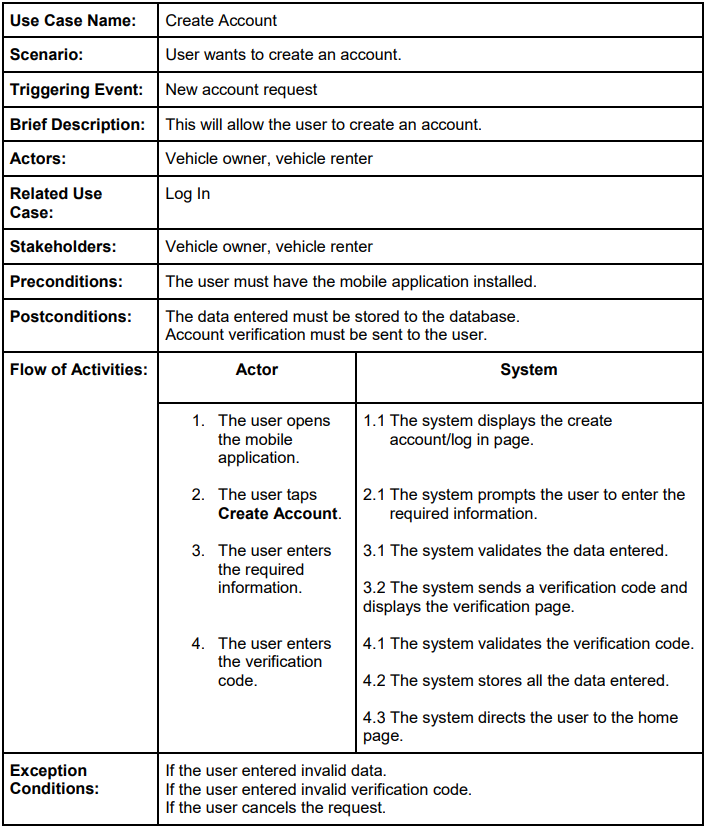 Use Case Name: Create Account
Scenario: User wants to create an account.
Triggering Event: New account request
Brief Description: This will allow the user to create an account.
Actors: Vehicle owner, vehicle renter
Related Use
Case:
Log In
Stakeholders: Vehicle owner, vehicle renter
Preconditions: The user must have the mobile application installed.
Postconditions: The data entered must be stored to the database.
Account verification must be sent to the user.
Flow of Activities: Actor System
1. The user opens
the mobile
application.
1.1 The system displays the create
account/log in page.
2. The user taps
Create Account.
2.1 The system prompts the user to enter the
required information.
3. The user enters
the required
information.
3.1 The system validates the data entered.
3.2 The system sends a verification code and
displays the verification page.
4. The user enters
the verification
code.
4.1 The system validates the verification code.
4.2 The system stores all the data entered.
4.3 The system directs the user to the home
page.
Exception
Conditions:
If the user entered invalid data.
If the user entered invalid verification code.
If the user cancels the request.